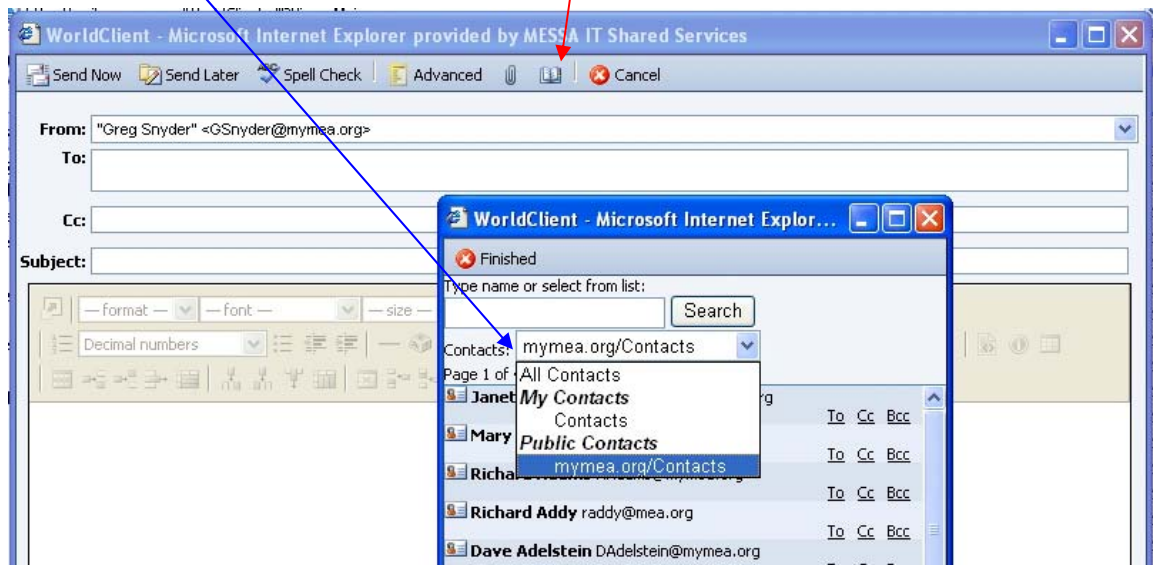 WorldClient - Microsoft Internet Explorer provided by MESSA IT Shared Services
Send Now Send Later Spell Check Advanced Cancel
From: "Greg Snyder" <GSnyder@mymea.org>
To:
Cc:
Subject:
— format — — font — — size —
Decimal numbers
WorldClient - Microsoft Internet Explor...
Finished
Type name or select from list:
Search
Contacts: mymea.org/Contacts
Page 1 of
All Contacts
My Contacts
Contacts
Public Contacts
mymea.org/Contacts
Janet
To Cc Bcc
Mary
To Cc Bcc
Richa
To Cc Bcc
Richard Addy raddy@mea.org
To Cc Bcc
Dave Adelstein DAdelstein@mymea.org